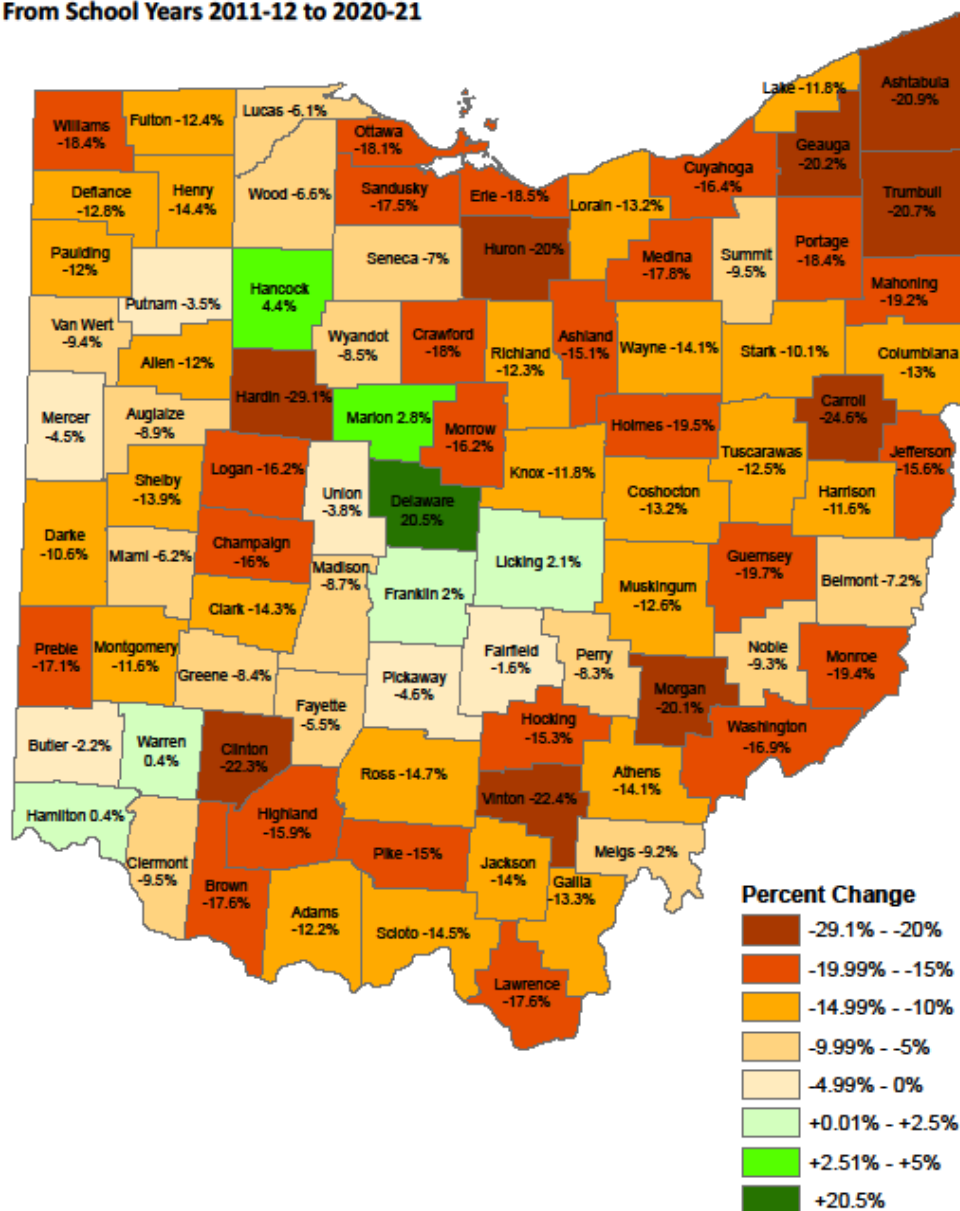 From School Years 2011-12 to 2020-21
Lake -11.8%
Ashtabula
-20.9%
Williams
-18.4%
Fulton -12.4%
Lucas -6.1%
Ottawa
-18.1%
Geauga
-20.2%
Cuyahoga
-16.4%
Defiance
-12.8%
Henry
-14.4%
Wood -6.6%
Sandusky
-17.5%
Erie -18.5%
Lorain -13.2%
Trumbull
-20.7%
Paulding
-12%
Seneca -7%
Huron -20%
Medina
-17.8%
Summit
-9.5%
Portage
-18.4%
Putnam -3.5%
Hancock
4.4%
Mahoning
-19.2%
Van Wert
-9.4%
Allen -12%
Wyandot
-8.5%
Crawford
-18%
Richland
-12.3%
Ashland
-15.1%
Wayne -14.1%
Stark -10.1%
Columbiana
-13%
Mercer
-4.5%
Auglaize
-8.9%
Hardin -29.1%
Marion 2.8%
Morrow
-16.2%
Holmes -19.5%
Carroll
-24.6%
Tuscarawas
-12.5%
Jefferson
-15.6%
Shelby
-13.9%
Logan -16.2%
Union
-3.8%
Delaware
20.5%
Knox -11.8%
Coshocton
-13.2%
Harrison
-11.6%
Darke
-10.6%
Miami -6.2%
Champaign
-16%
Madison
-8.7%
Franklin 2%
Licking 2.1%
Muskingum
-12.6%
Guernsey
-19.7%
Belmont -7.2%
Clark -14.3%
Preble
-17.1%
Montgomery
-11.6%
Greene -8.4%
Pickaway
-4.6%
Fairfield
-1.6%
Perry
-8.3%
Morgan
-20.1%
Noble
-9.3%
Monroe
-19.4%
Fayette
-5.5%
Butler -2.2%
Warren
0.4%
Clinton
-22.3%
Hocking
-15.3%
Washington
-16.9%
Ross -14.7%
Vinton -22.4%
Athens
-14.1%
Hamilton 0.4%
Highland
-15.9%
Clermont
-9.5%
Pike -15%
Jackson
-14%
Meigs -9.2%
Brown
-17.6%
Gallia
-13.3%
Adams
-12.2%
Scioto -14.5%
Lawrence
-17.6%
Percent Change
-29.1% - -20%
-19.99% - -15%
-14.99% - -10%
-9.99% - -5%
-4.99% - 0%
+0.01% - +2.5%
+2.51% - +5%
+20.5%